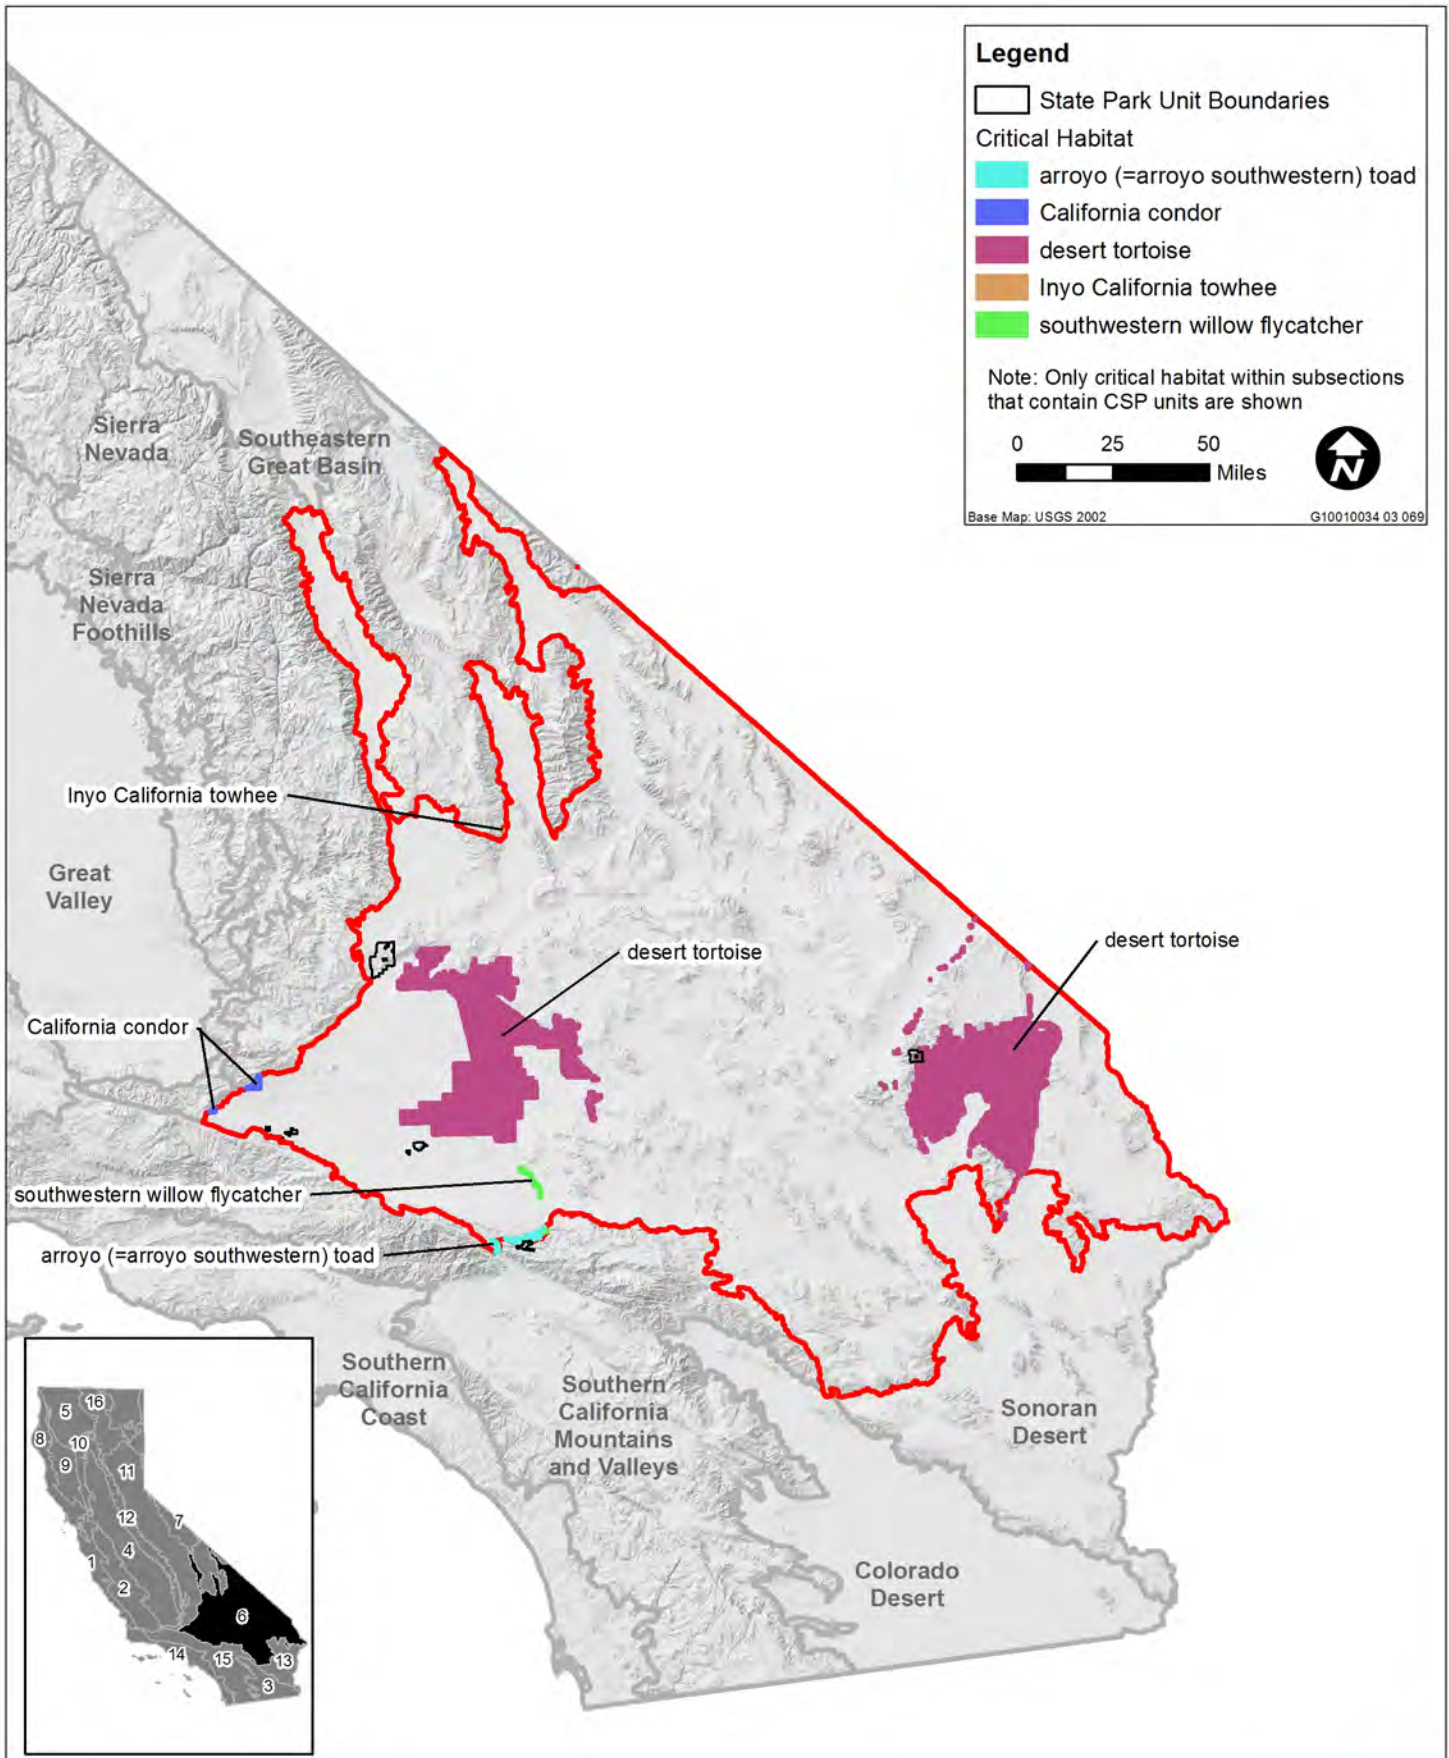 Legend
State Park Unit Boundaries
Critical Habitat
arroyo (=arroyo southwestern) toad
California condor
desert tortoise
Inyo California towhee
southwestern willow flycatcher
Note: Only critical habitat within subsections
that contain CSP units are shown
0 25 50
Miles
N
Base Map: USGS 2002
G10010034 03 069
Sierra
Nevada
Southeastern
Great Basin
Sierra
Nevada
Foothills
Inyo California towhee
Great
Valley
desert tortoise
desert tortoise
California condor
southwestern willow flycatcher
arroyo (=arroyo southwestern) toad
Southern
California
Coast
Southern
California
Mountains
and Valleys
Sonoran
Desert
Colorado
Desert
16
5
8
10
9
11
12
7
4
1
2
6
14
15
13
3